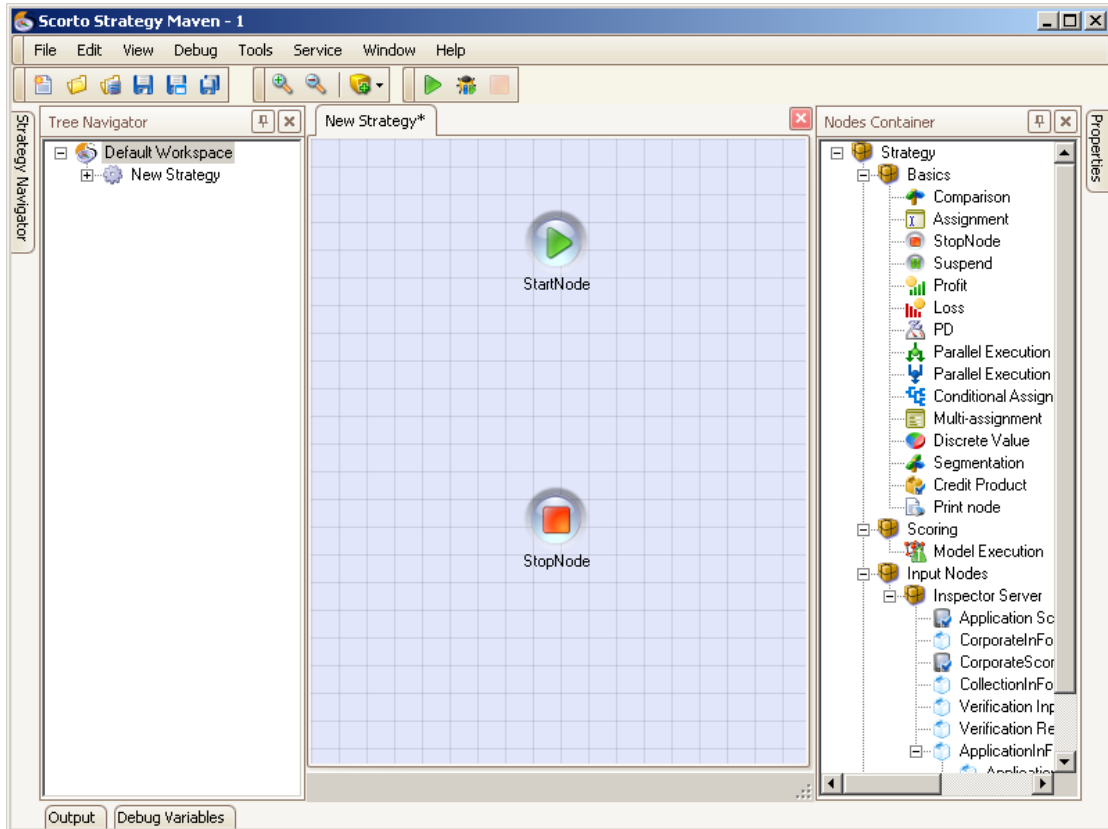 Scorto Strategy Maven - 1
File Edit View Debug Tools Service Window Help
Strategy Navigator
Tree Navigator
Default Workspace
New Strategy
New Strategy*
StartNode
StopNode
Nodes Container
Strategy
Basics
Comparison
Assignment
StopNode
Suspend
Profit
Loss
PD
Parallel Execution
Parallel Execution
Conditional Assign
Multi-assignment
Discrete Value
Segmentation
Credit Product
Print node
Scoring
Model Execution
Input Nodes
Inspector Server
Application Sc
CorporateInFo
CorporateScor
CollectionInFo
Verification Inp
Verification Re
ApplicationInF
Application
Properties
Output
Debug Variables